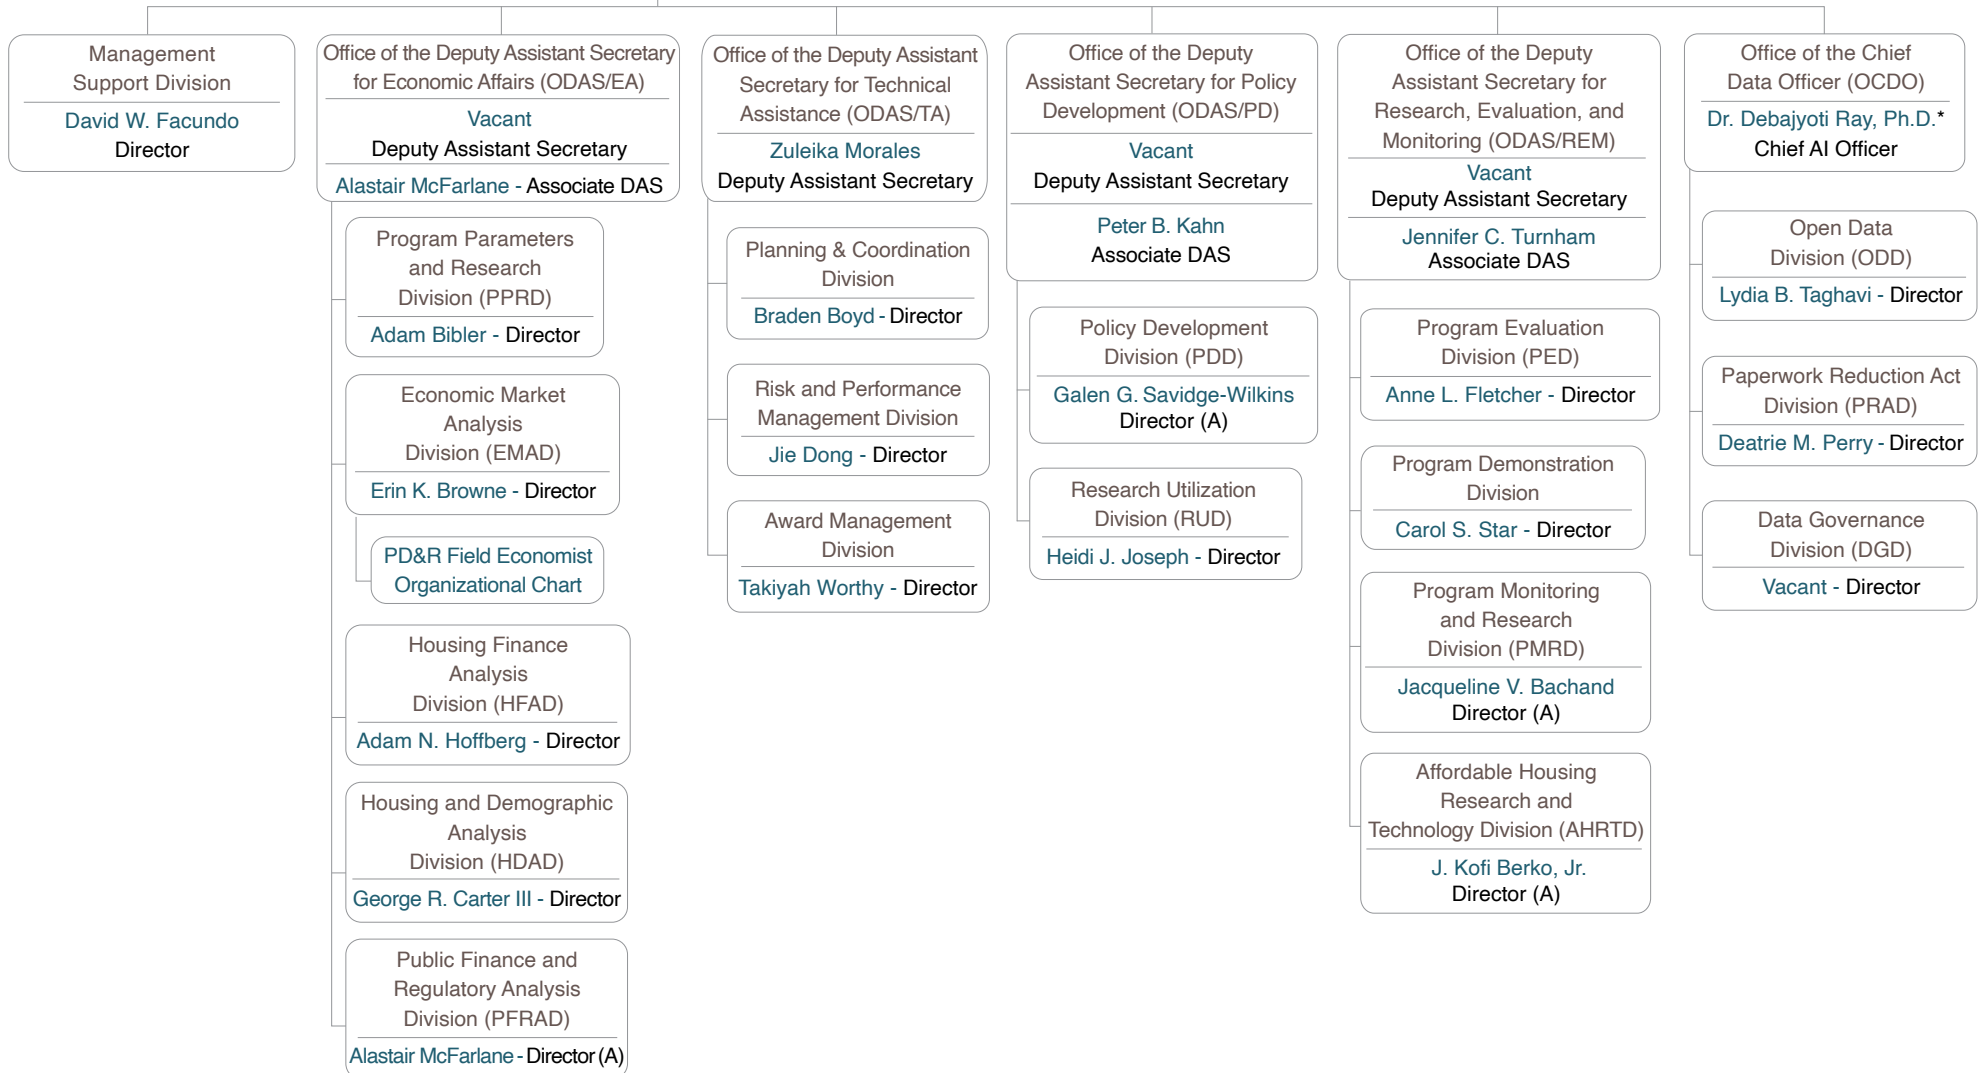 Management
Support Division
David W. Facundo
Director
Office of the Deputy Assistant Secretary
for Economic Affairs (ODAS/EA)
Vacant
Deputy Assistant Secretary
Alastair McFarlane - Associate DAS
Program Parameters
and Research
Division (PPRD)
Adam Bibler - Director
Economic Market
Analysis
Division (EMAD)
Erin K. Browne - Director
PD&R Field Economist
Organizational Chart
Housing Finance
Analysis
Division (HFAD)
Adam N. Hoffberg - Director
Housing and Demographic
Analysis
Division (HDAD)
George R. Carter III - Director
Public Finance and
Regulatory Analysis
Division (PFRAD)
Alastair McFarlane - Director (A)
Office of the Deputy Assistant
Secretary for Technical
Assistance (ODAS/TA)
Zuleika Morales
Deputy Assistant Secretary
Planning & Coordination
Division
Braden Boyd - Director
Risk and Performance
Management Division
Jie Dong - Director
Award Management
Division
Takiyah Worthy - Director
Office of the Deputy
Assistant Secretary for Policy
Development (ODAS/PD)
Vacant
Deputy Assistant Secretary
Peter B. Kahn
Associate DAS
Policy Development
Division (PDD)
Galen G. Savidge-Wilkins
Director (A)
Research Utilization
Division (RUD)
Heidi J. Joseph - Director
Office of the Deputy
Assistant Secretary for
Research, Evaluation, and
Monitoring (ODAS/REM)
Vacant
Deputy Assistant Secretary
Jennifer C. Turnham
Associate DAS
Program Evaluation
Division (PED)
Anne L. Fletcher - Director
Program Demonstration
Division
Carol S. Star - Director
Program Monitoring
and Research
Division (PMRD)
Jacqueline V. Bachand
Director (A)
Affordable Housing
Research and
Technology Division (AHRTD)
J. Kofi Berko, Jr.
Director (A)
Office of the Chief
Data Officer (OCDO)
Dr. Debajyoti Ray, Ph.D.*
Chief AI Officer
Open Data
Division (ODD)
Lydia B. Taghavi - Director
Paperwork Reduction Act
Division (PRAD)
Deatrie M. Perry - Director
Data Governance
Division (DGD)
Vacant - Director